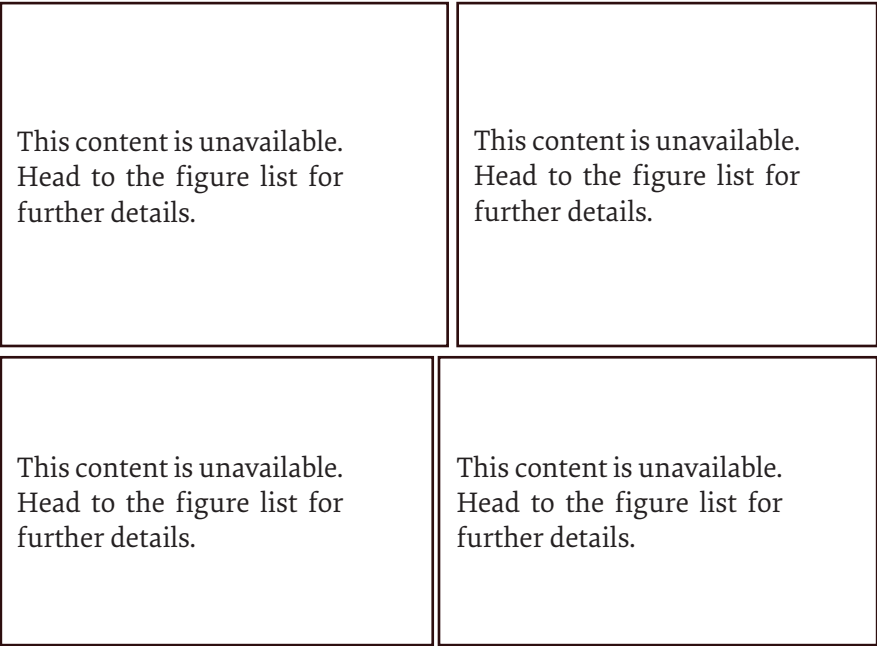 This content is unavailable.
Head to the figure list for
further details.
This content is unavailable.
Head to the figure list for
further details.
This content is unavailable.
Head to the figure list for
further details.
This content is unavailable.
Head to the figure list for
further details.